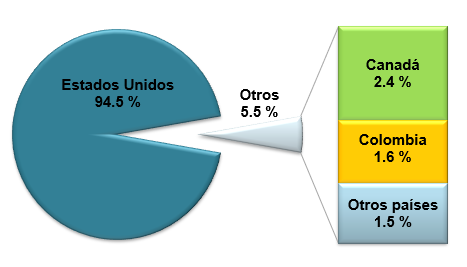 Estados Unidos
94.5 %
Otros
5.5 %
Canadá
2.4 %
Colombia
1.6 %
Otros países
1.5 %